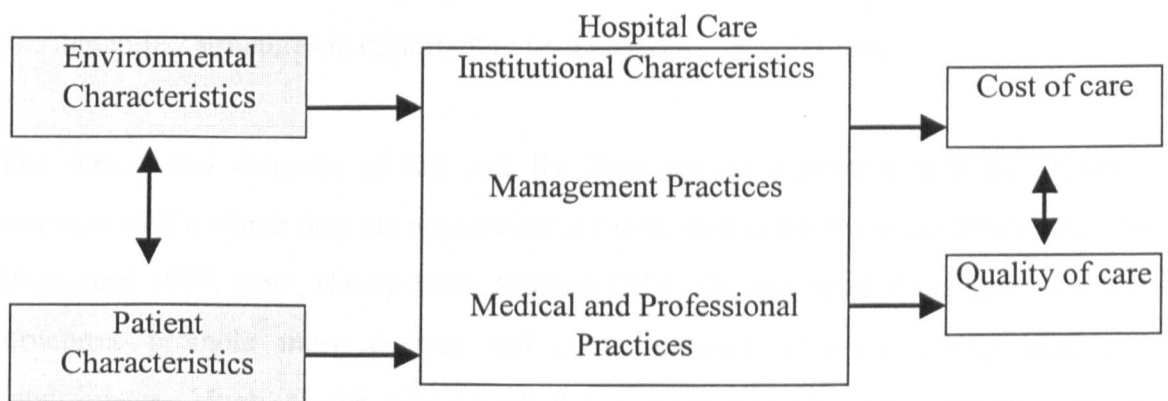 Environmental
Characteristics
Patient
Characteristics
Hospital Care
Institutional Characteristics
Management Practices
Medical and Professional
Practices
Cost of care
Quality of care